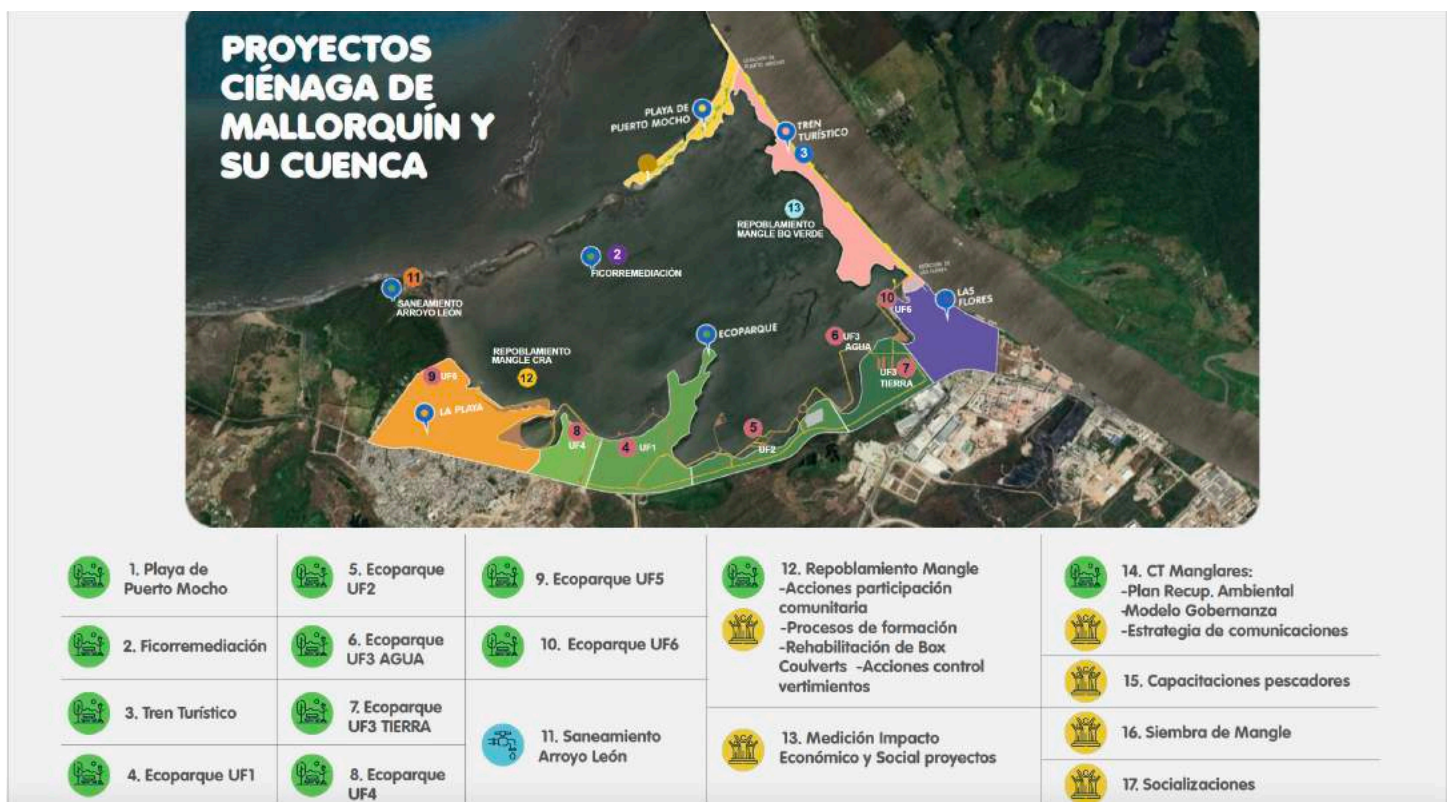 PROYECTOS
CIÉNAGA DE
MALLORQUÍN Y
SU CUENCA
PLAYA DE
PUERTO MOCHO
TREN
TURÍSTICO
3
13
REPOBLAMIENTO
MANGLE BQ VERDE
2
FICORREMEDIACIÓN
11
SANEAMIENTO
ARROYO LEÓN
LAS
FLORES
10
UF6
ECOPARQUE
6
UF3
AGUA
7
UF3
TIERRA
REPOBLAMIENTO
MANGLE CRA
12
9
LA PLAYA
8
UF4
4 UF1
5
UF2
1. Playa de
Puerto Mocho
2. Ficorremediación
3. Tren Turístico
4. Ecoparque UF1
5. Ecoparque
UF2
6. Ecoparque
UF3 AGUA
7. Ecoparque
UF3 TIERRA
8. Ecoparque
UF4
9. Ecoparque UF5
10. Ecoparque UF6
11. Saneamiento
Arroyo León
12. Repoblamiento Mangle
-Acciones participación
comunitaria
-Procesos de formación
-Rehabilitación de Box
Coulverts -Acciones control
vertimientos
13. Medición Impacto
Económico y Social proyectos
14. CT Manglares:
-Plan Recup. Ambiental
-Modelo Gobernanza
-Estrategia de comunicaciones
15. Capacitaciones pescadores
16. Siembra de Mangle
17. Socializaciones